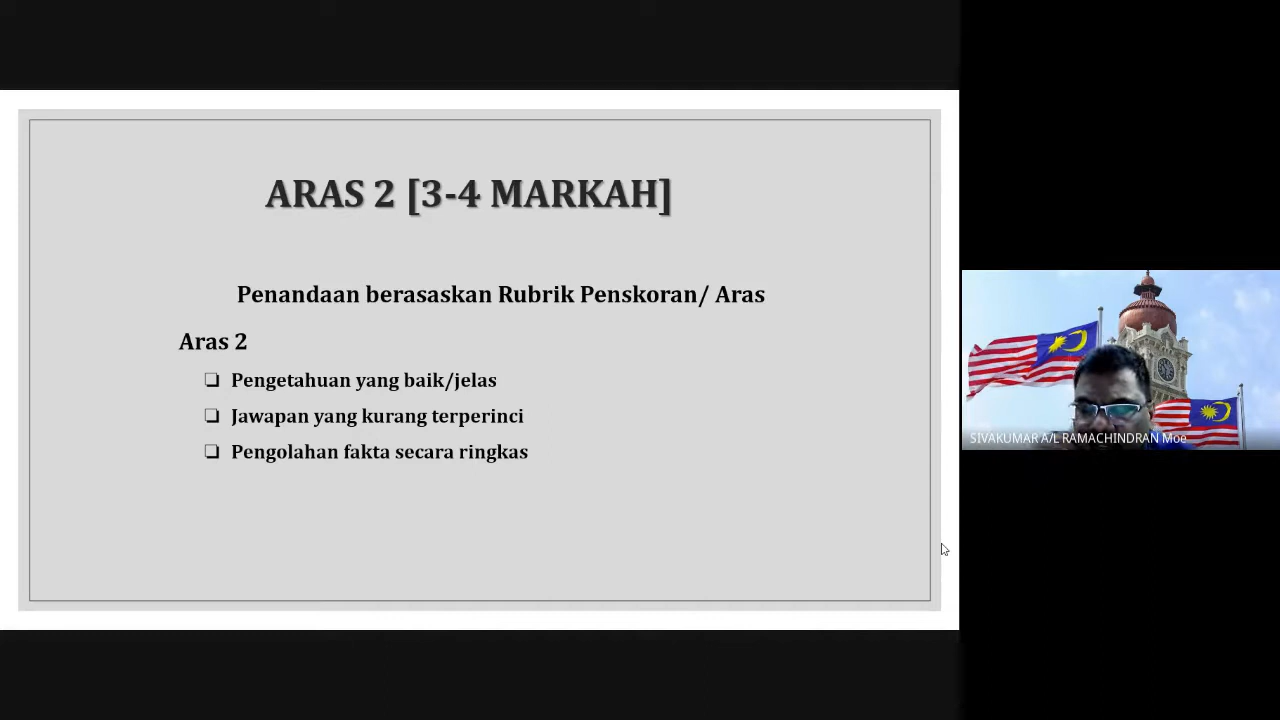 ARAS 2 [3-4 MARKAH]
Penandaan berasaskan Rubrik Penskoran/ Aras
Aras 2
Pengetahuan yang baik/jelas
Jawapan yang kurang terperinci
Pengolahan fakta secara ringkas
SIVAKUMAR A/L RAMACHINDRAN Moe